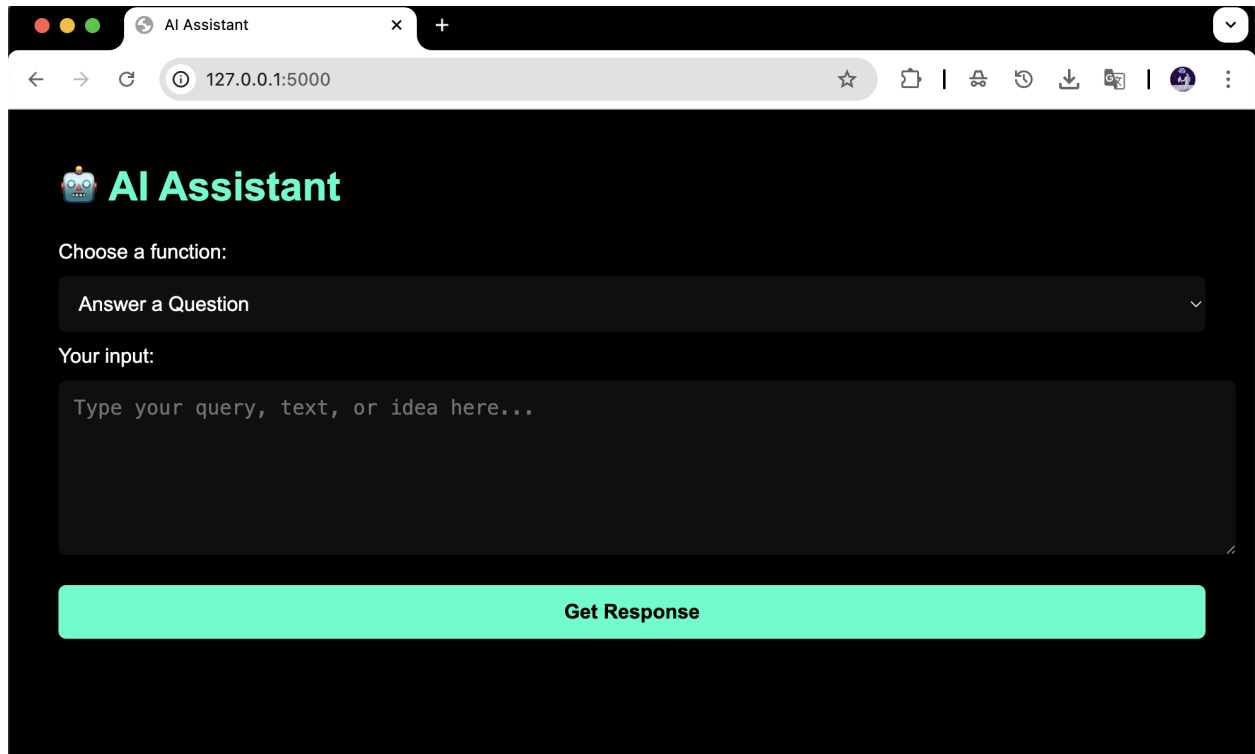 AI Assistant
127.0.0.1:5000
🤖 AI Assistant
Choose a function:
Answer a Question
Your input:
Type your query, text, or idea here...
Get Response